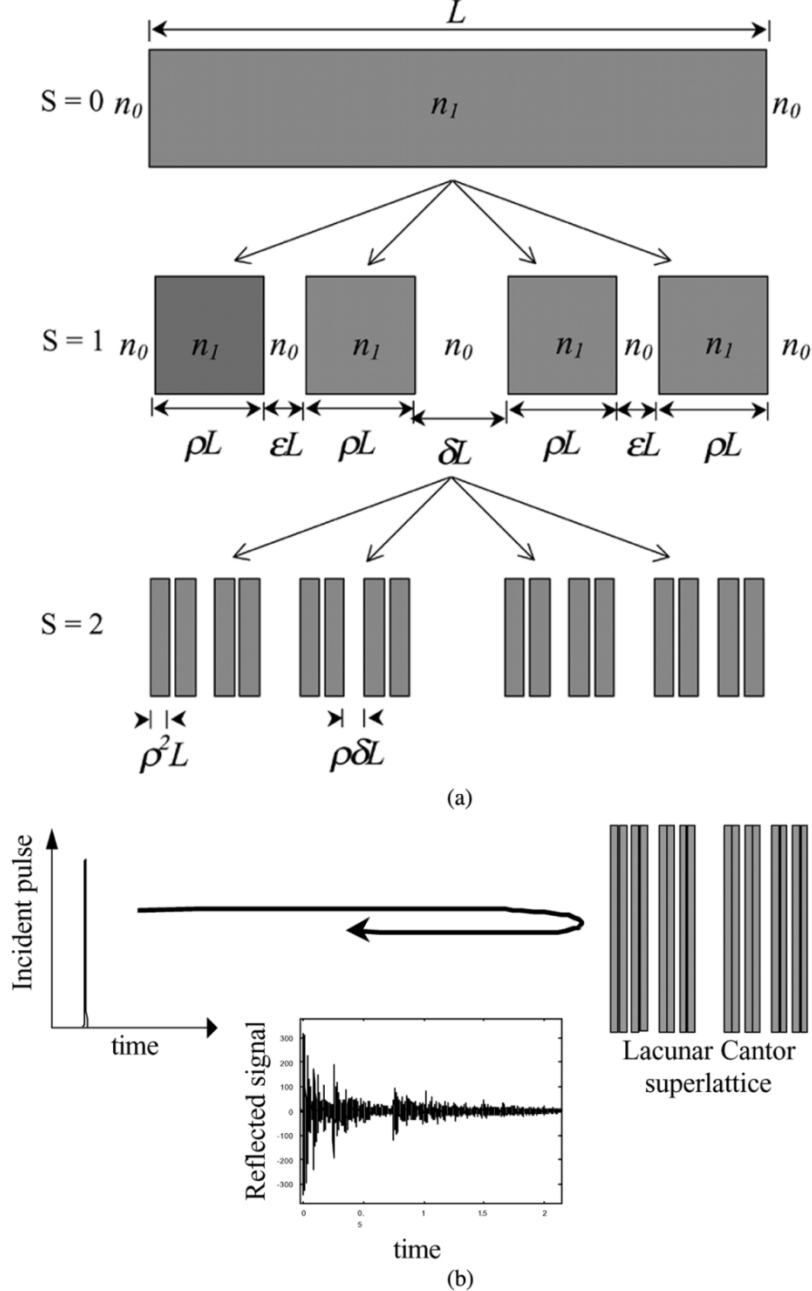 L
S = 0 n₀ n₁ n₀
S = 1 n₀ n₁ n₀ n₁ n₀ n₁ n₀ n₁ n₀
ρL εL ρL δL ρL εL ρL
S = 2
ρ²L ρδL
(a)
Incident pulse
time
Lacunar Cantor
superlattice
Reflected signal
300
200
100
0
-100
-200
-300
0 0. 1 1.5 2
5
time
(b)